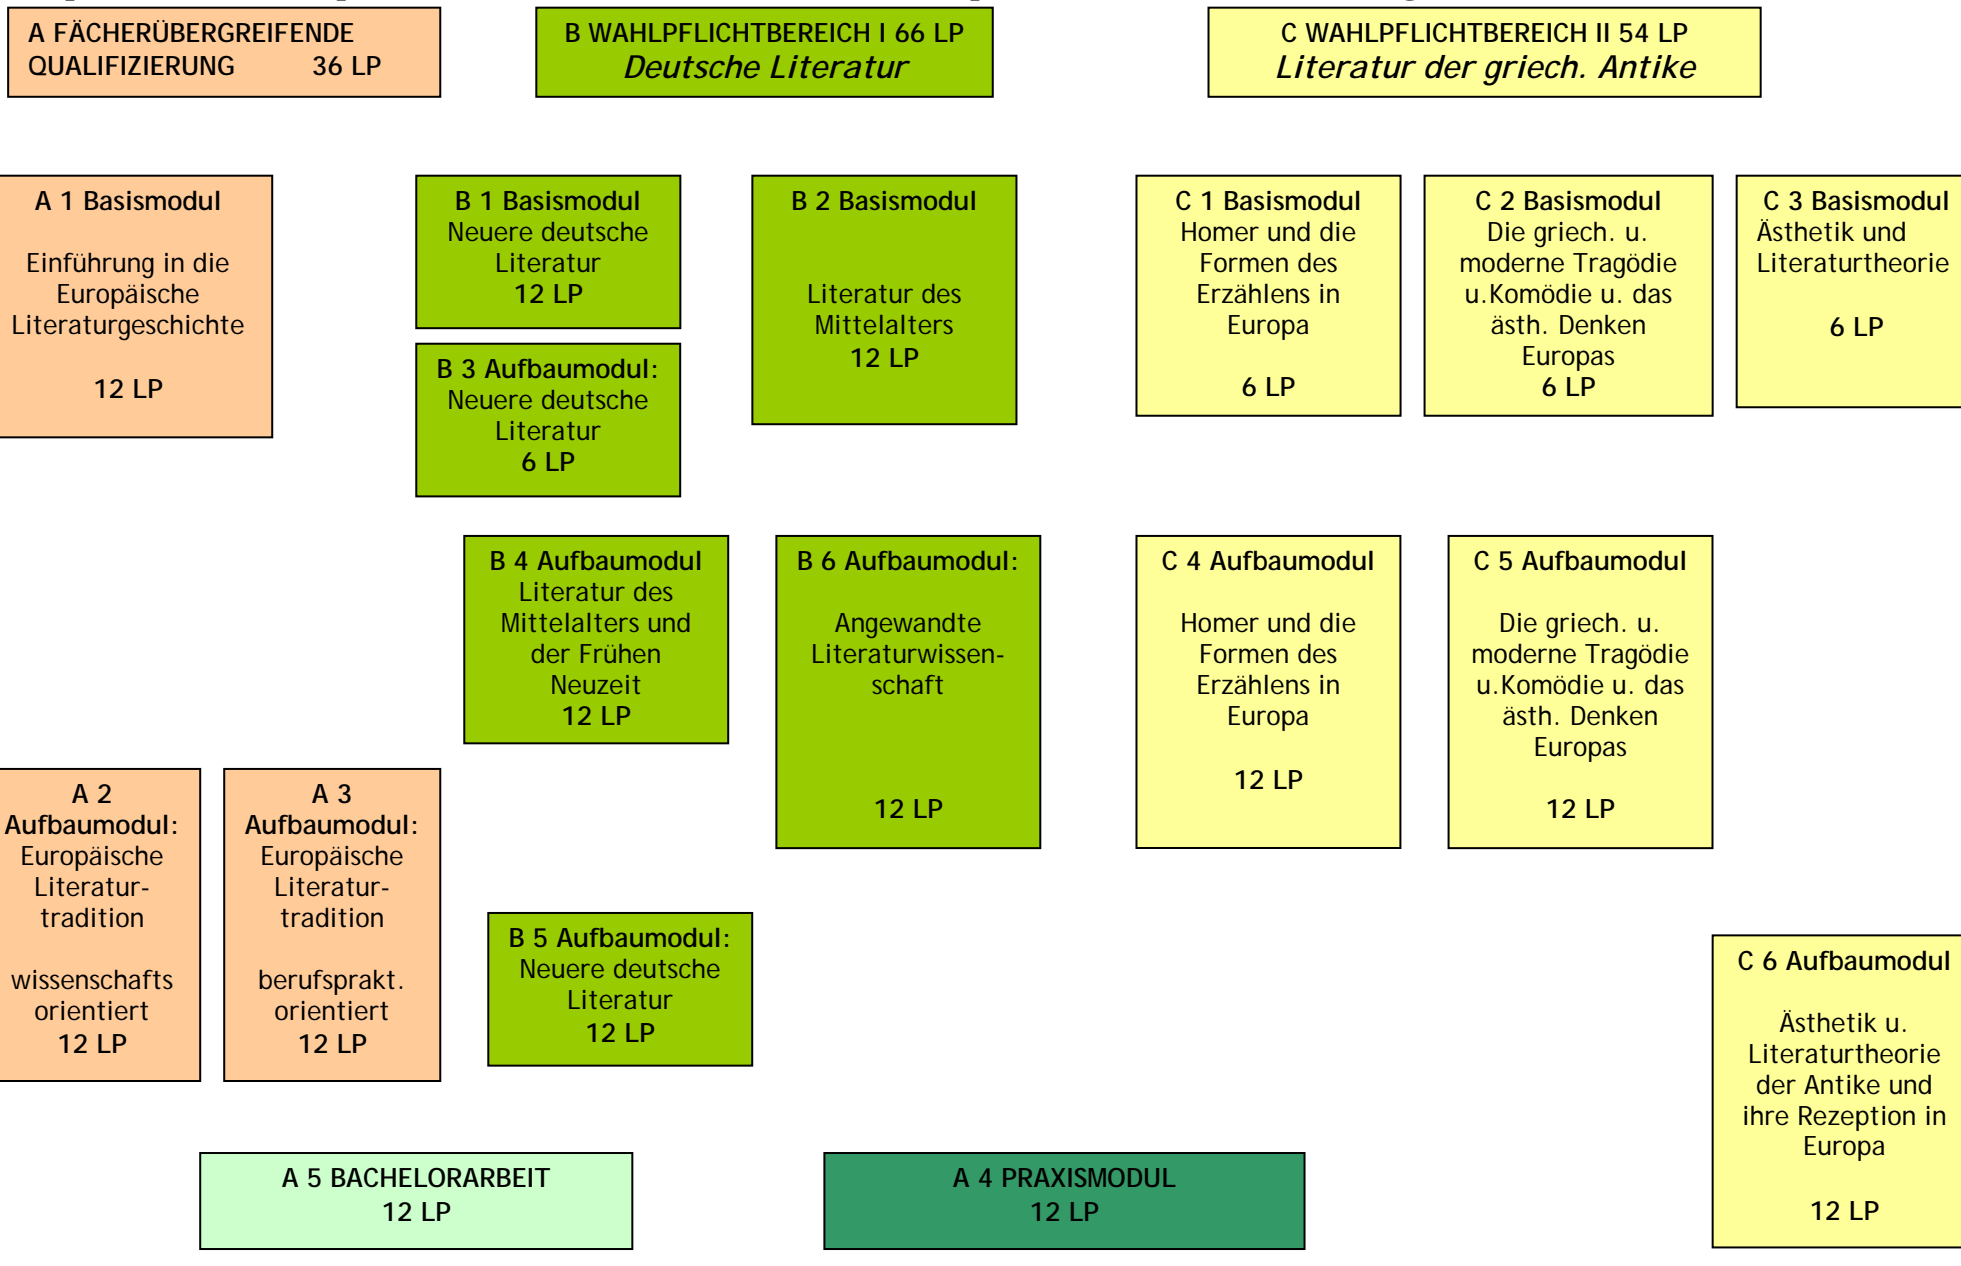 A FÄCHERÜBERGREIFENDE
QUALIFIZIERUNG 36 LP
B WAHLPFLICHTBEREICH I 66 LP
Deutsche Literatur
C WAHLPFLICHTBEREICH II 54 LP
Literatur der griech. Antike
A 1 Basismodul
Einführung in die
Europäische
Literaturgeschichte
12 LP
B 1 Basismodul
Neuere deutsche
Literatur
12 LP
B 3 Aufbaumodul:
Neuere deutsche
Literatur
6 LP
B 2 Basismodul
Literatur des
Mittelalters
12 LP
C 1 Basismodul
Homer und die
Formen des
Erzählens in
Europa
6 LP
C 2 Basismodul
Die griech. u.
moderne Tragödie
u.Komödie u. das
ästh. Denken
Europas
6 LP
C 3 Basismodul
Ästhetik und
Literaturtheorie
6 LP
B 4 Aufbaumodul
Literatur des
Mittelalters und
der Frühen
Neuzeit
12 LP
B 6 Aufbaumodul:
Angewandte
Literaturwissen-
schaft
12 LP
C 4 Aufbaumodul
Homer und die
Formen des
Erzählens in
Europa
12 LP
C 5 Aufbaumodul
Die griech. u.
moderne Tragödie
u.Komödie u. das
ästh. Denken
Europas
12 LP
A 2
Aufbaumodul:
Europäische
Literatur-
tradition
wissenschafts
orientiert
12 LP
A 3
Aufbaumodul:
Europäische
Literatur-
tradition
berufsprakt.
orientiert
12 LP
B 5 Aufbaumodul:
Neuere deutsche
Literatur
12 LP
C 6 Aufbaumodul
Ästhetik u.
Literaturtheorie
der Antike und
ihre Rezeption in
Europa
12 LP
A 5 BACHELORARBEIT
12 LP
A 4 PRAXISMODUL
12 LP